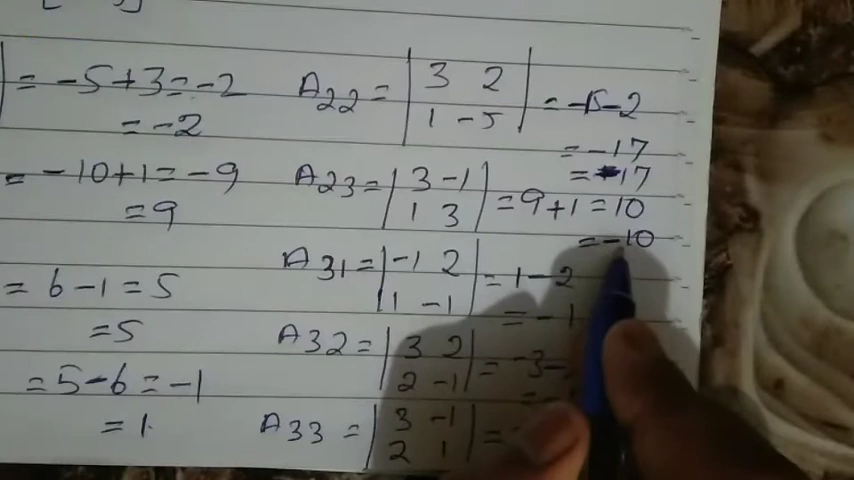 = -5+3=-2 A22 = | 3 2 | = -15-2
= -2 | 1 -5 | = -17
= -17
= -10+1=-9 A23 = | 3 -1 | = 9+1=10
= 9 | 1 3 | = -10
A31 = | -1 2 | = 1-2
= 6-1=5 | 1 -1 | = -1
= 5 A32 = | 3 2 | = -3-
= 5-6=-1 | 2 -1 | =
= 1. A33 = | 3 -1 | =
| 2 1 |